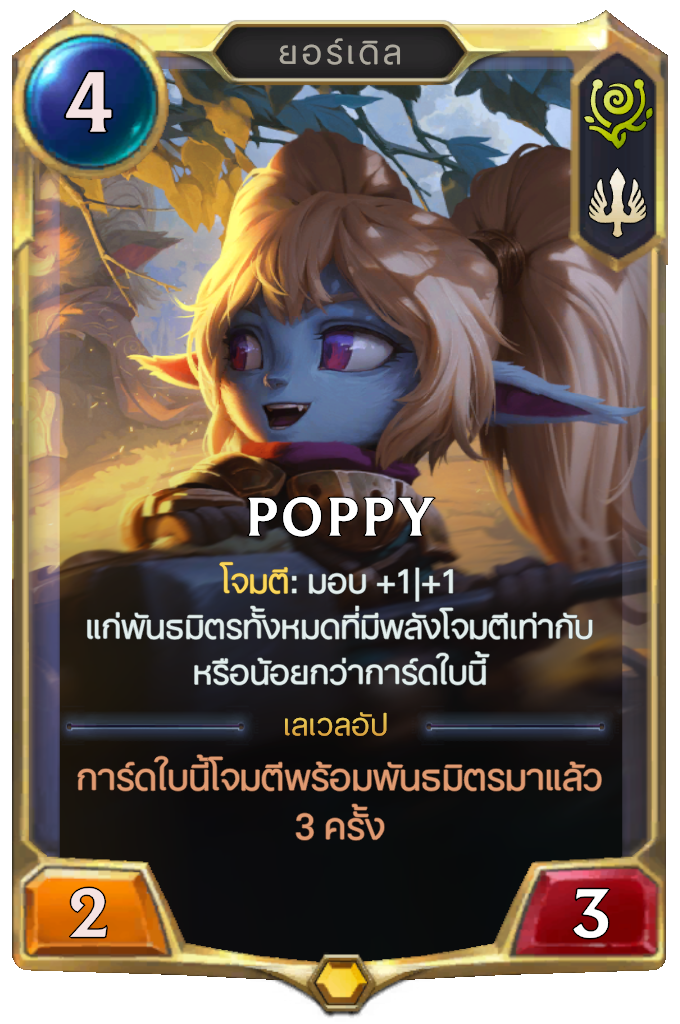 ยอร์เดิล
4
POPPY
โจมตี: มอบ +1|+1
แก่พันธมิตรทั้งหมดที่มีพลังโจมตีเท่ากับ
หรือน้อยกว่าการ์ดใบนี้
เลเวลอัป
การ์ดใบนี้โจมตีพร้อมพันธมิตรมาแล้ว
3 ครั้ง
2
3